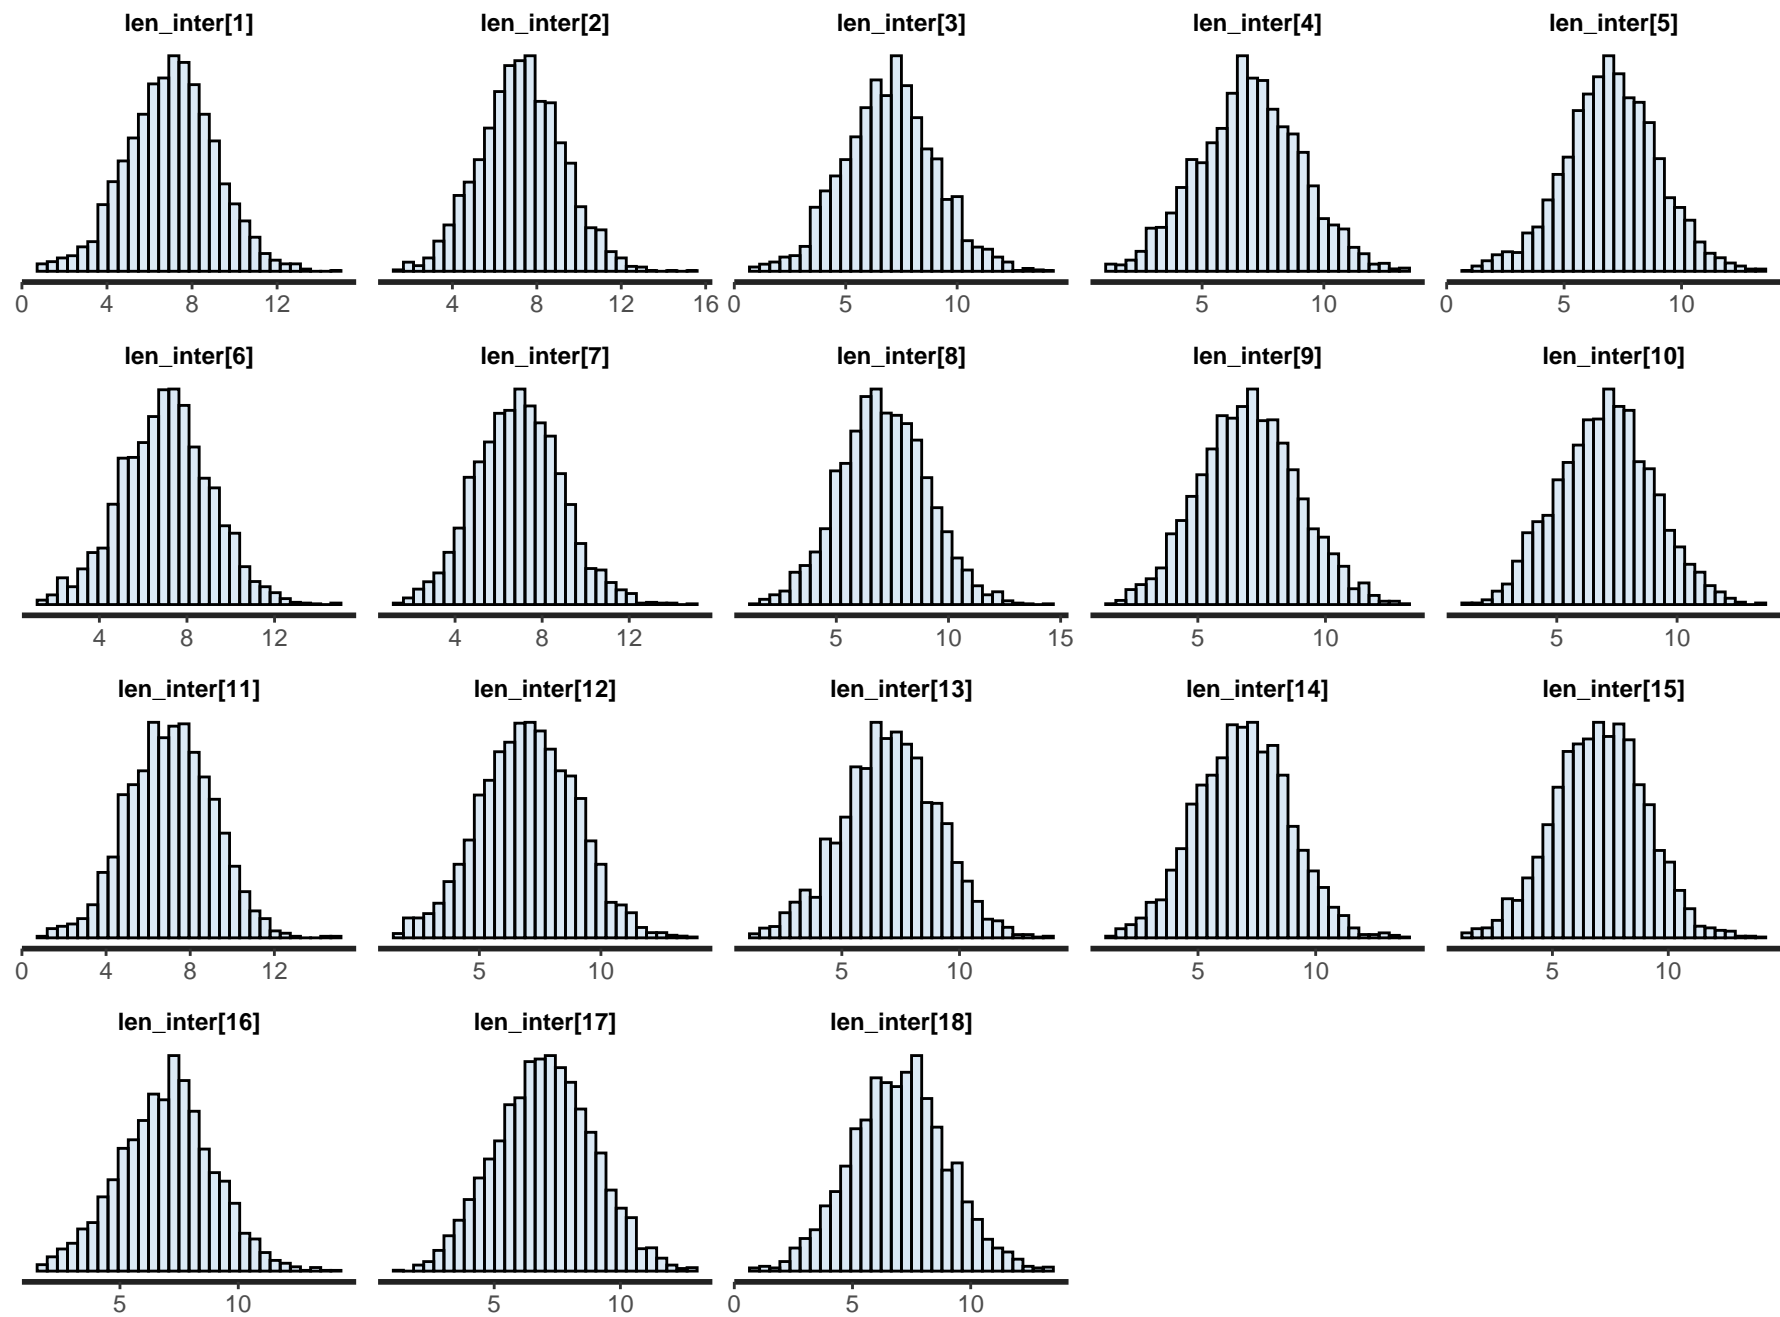 len_inter[1] len_inter[2] len_inter[3] len_inter[4] len_inter[5]
0 4 8 12 4 8 12 16 0 5 10 5 10 0 5 10
len_inter[6] len_inter[7] len_inter[8] len_inter[9] len_inter[10]
4 8 12 4 8 12 5 10 15 5 10 5 10
len_inter[11] len_inter[12] len_inter[13] len_inter[14] len_inter[15]
0 4 8 12 5 10 5 10 5 10 5 10
len_inter[16] len_inter[17] len_inter[18]
5 10 5 10 0 5 10